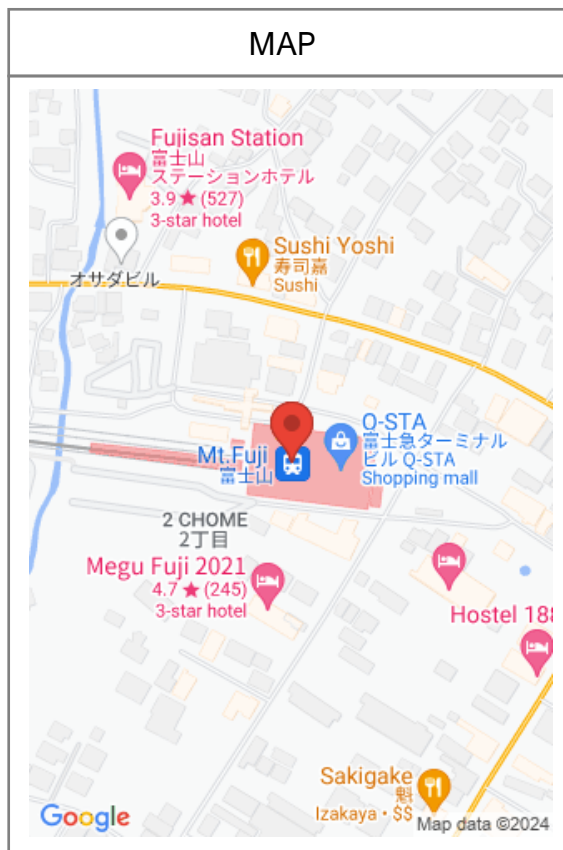 MAP
Fujisan Station
富士山
ステーションホテル
3.9 ★ (527)
3-star hotel
オサダビル
Sushi Yoshi
寿司嘉
Sushi
Q-STA
富士急ターミナル
ビル Q-STA
Shopping mall
Mt.Fuji
富士山
2 CHOME
2丁目
Megu Fuji 2021
4.7 ★ (245)
3-star hotel
Hostel 188
Sakigake
魁
Izakaya • $$
Google
Map data ©2024